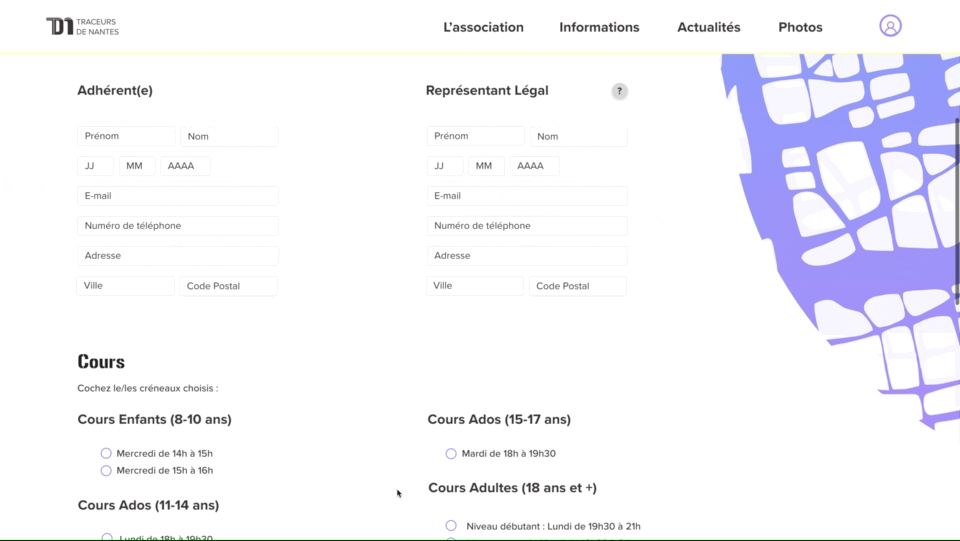 TRACEURS
DE NANTES
L'association
Informations
Actualités
Photos
Adhérent(e)
Prénom
Nom
JJ
MM
AAAA
E-mail
Numéro de téléphone
Adresse
Ville
Code Postal
Représentant Légal
?
Prénom
Nom
JJ
MM
AAAA
E-mail
Numéro de téléphone
Adresse
Ville
Code Postal
Cours
Cochez le/les créneaux choisis :
Cours Enfants (8-10 ans)
Mercredi de 14h à 15h
Mercredi de 15h à 16h
Cours Ados (11-14 ans)
Lundi de 18h à 19h30
Cours Ados (15-17 ans)
Mardi de 18h à 19h30
Cours Adultes (18 ans et +)
Niveau débutant : Lundi de 19h30 à 21h